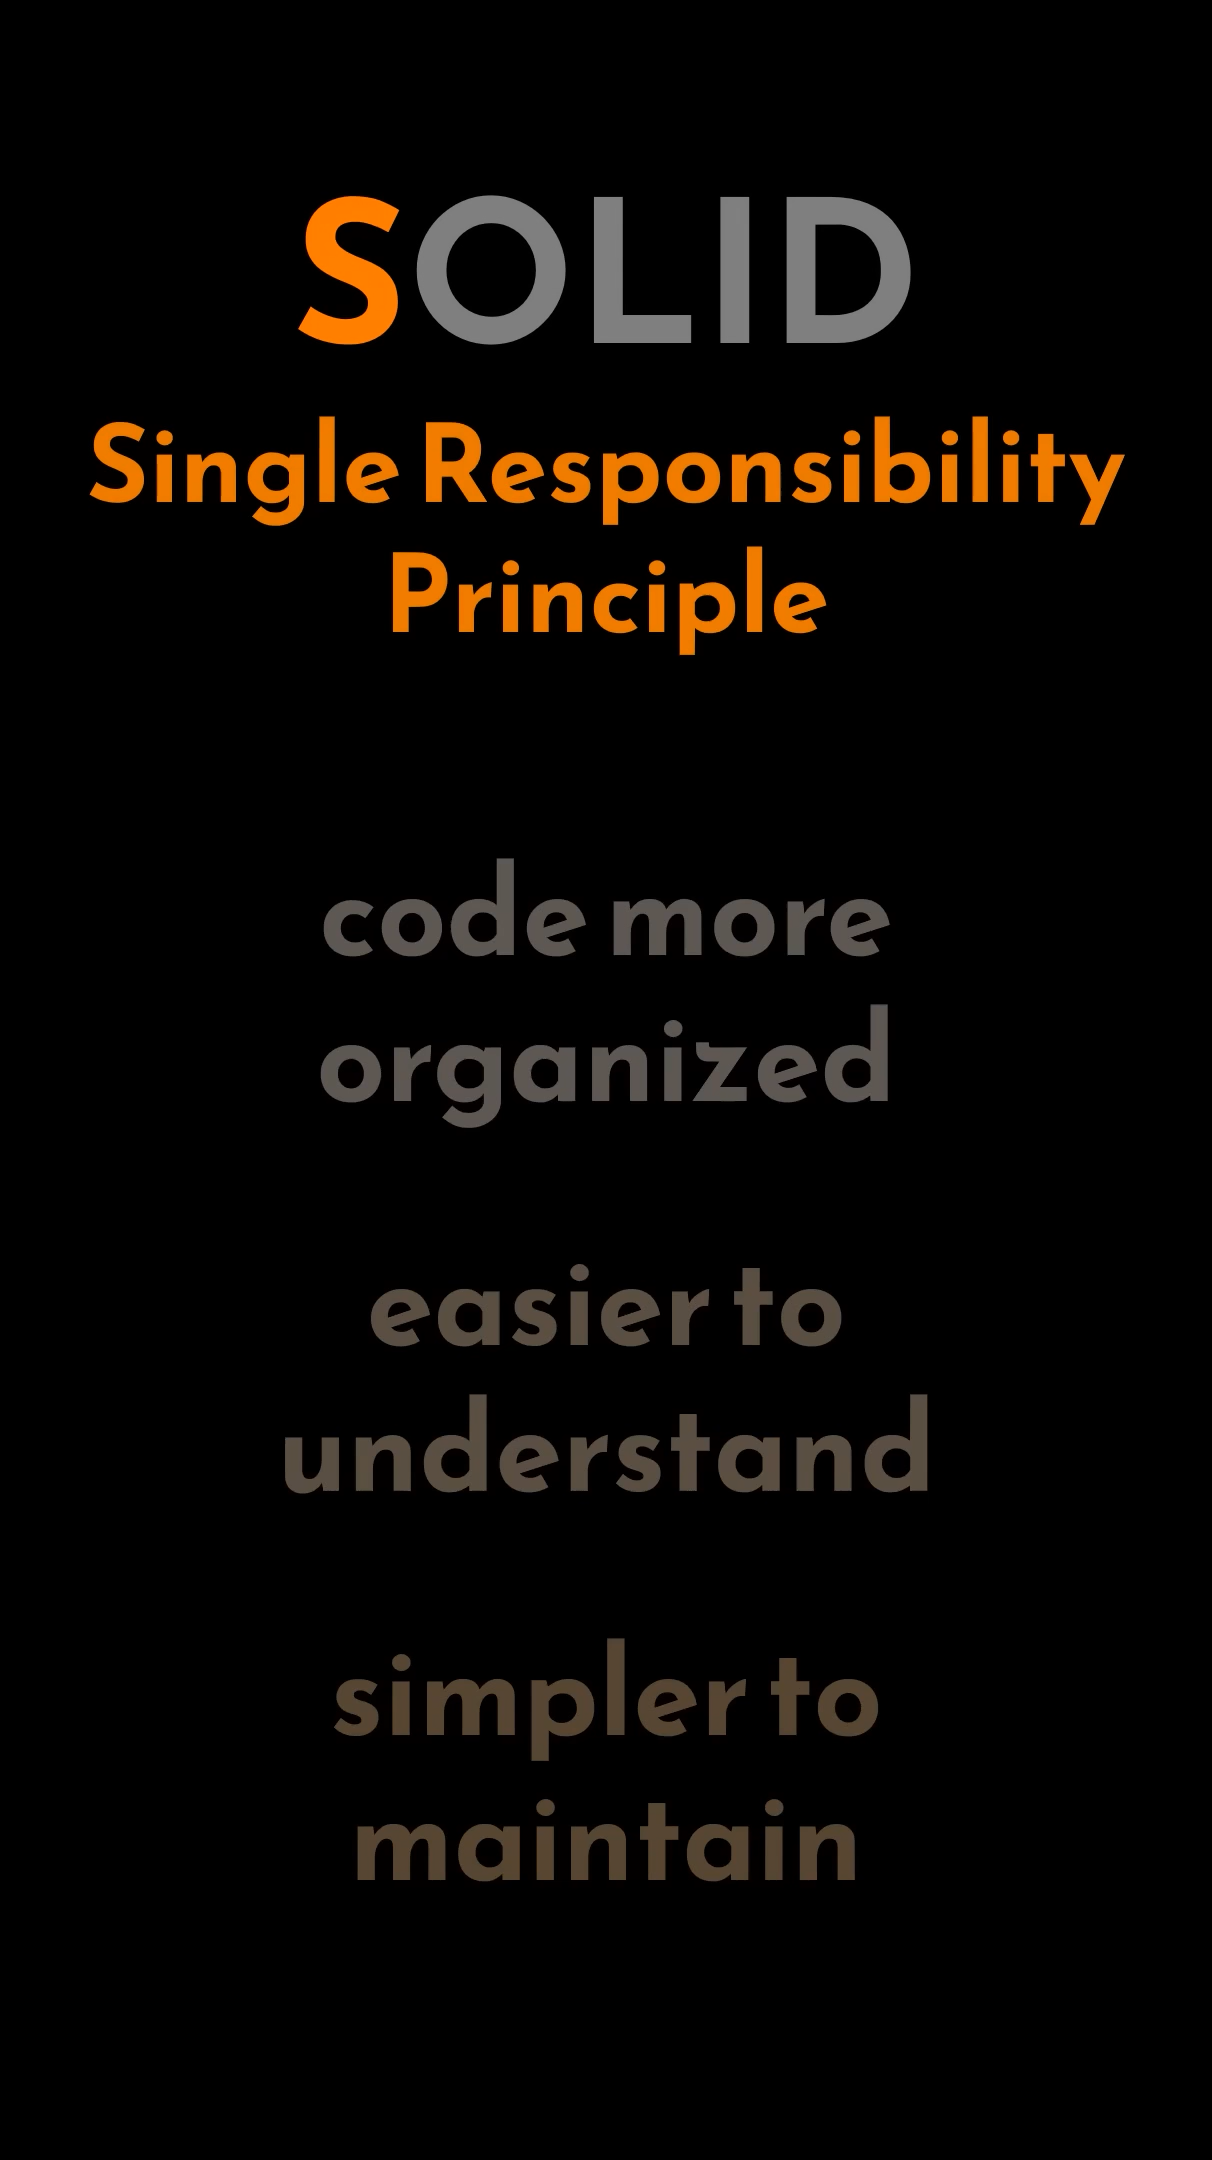 SOLID
Single Responsibility
Principle
code more
organized
easier to
understand
simpler to
maintain